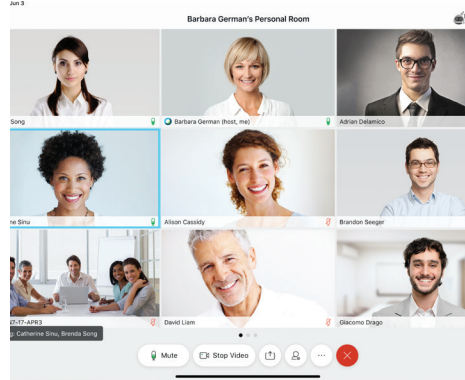 Jun 3
Barbara German's Personal Room
Song
Barbara German (host, me)
Adrian Delamico
ne Sinu
Alison Cassidy
Brandon Seeger
N7-17-APR3
David Liam
Giacomo Drago
g: Catherine Sinu, Brenda Song
Mute
Stop Video